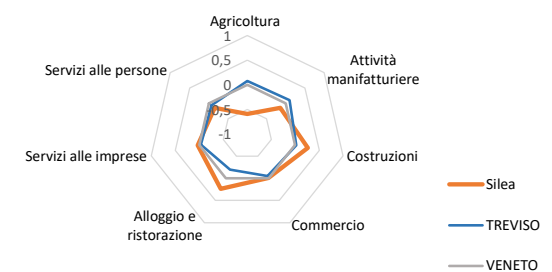 Agricoltura
1
0,5
0
-0,5
-1
Attività
manifatturiere
Costruzioni
Commercio
Alloggio e
ristorazione
Servizi alle imprese
Servizi alle persone
Silea
TREVISO
VENETO